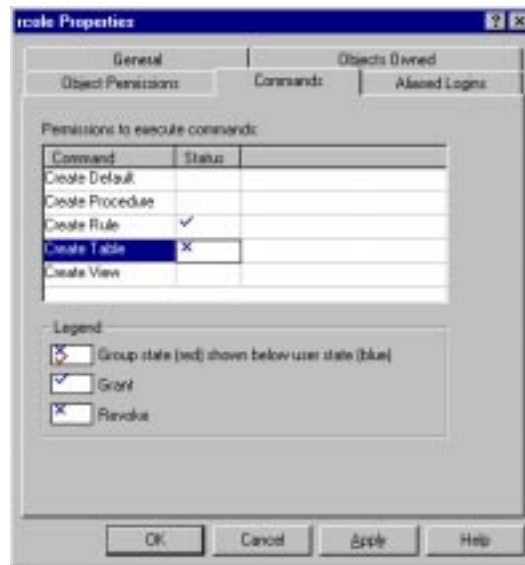 rcole Properties
General Objects Owned
Object Permissions Commands Aliased Logins
Permissions to execute commands:
Command Status
Create Default
Create Procedure
Create Rule
Create Table
Create View
Legend
Group state (red) shown below user state (blue)
Grant
Revoke
OK Cancel Apply Help